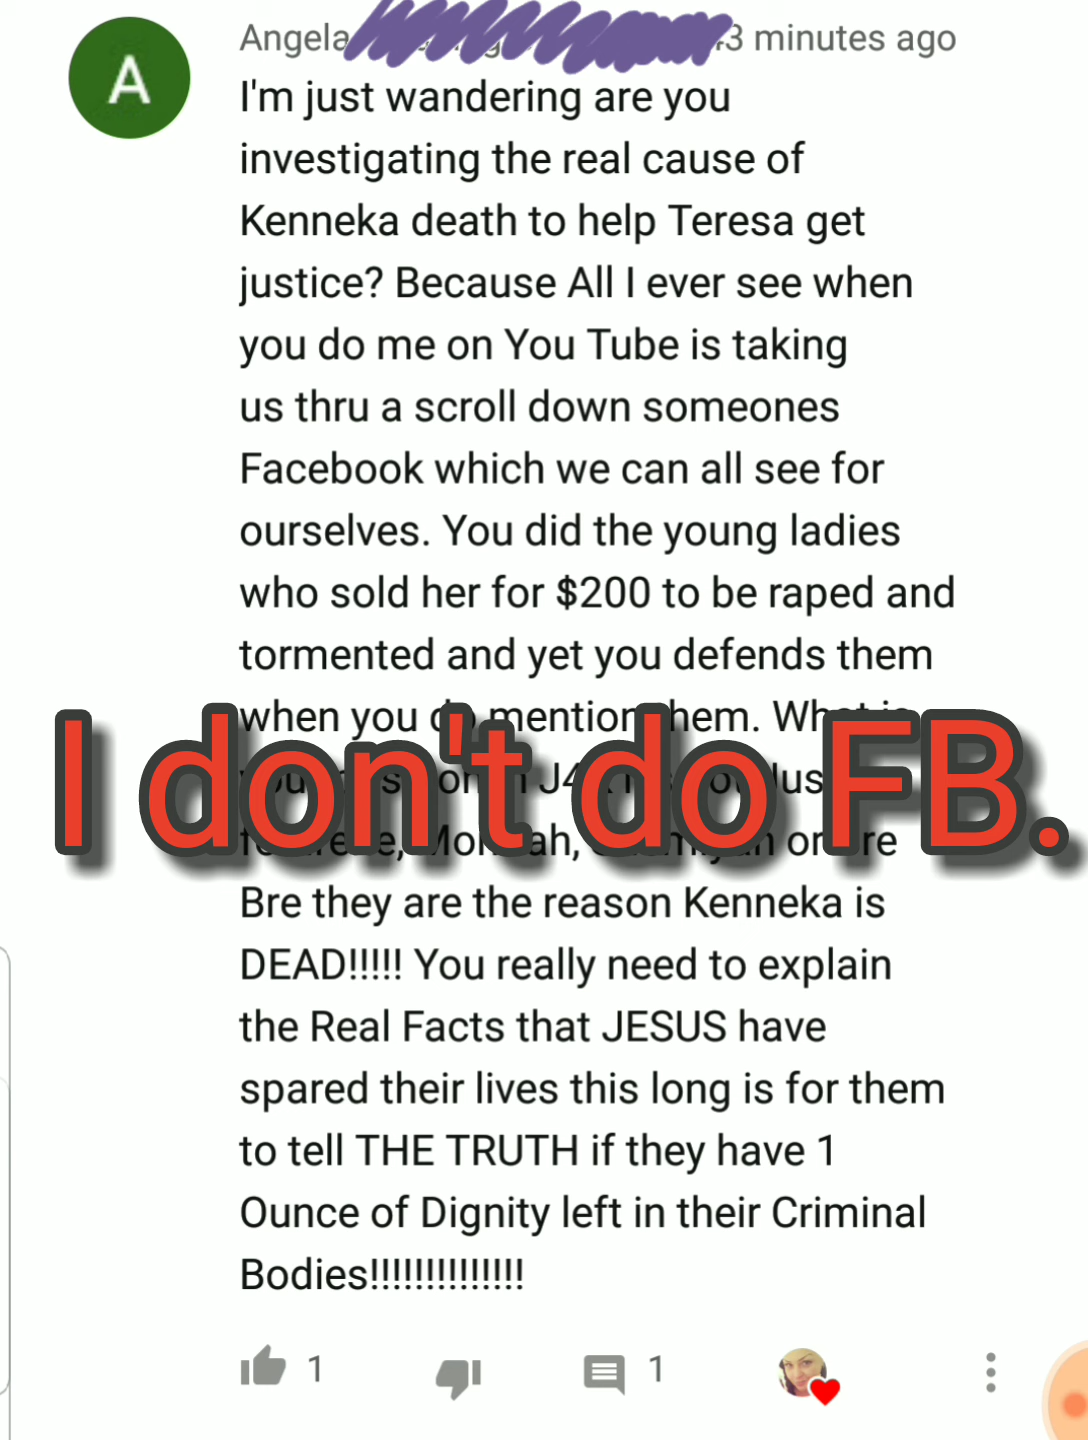 A
Angela 3 minutes ago
I'm just wandering are you
investigating the real cause of
Kenneka death to help Teresa get
justice? Because All I ever see when
you do me on You Tube is taking
us thru a scroll down someones
Facebook which we can all see for
ourselves. You did the young ladies
who sold her for $200 to be raped and
tormented and yet you defends them
when you mention them.
I don't do FB.
Bre they are the reason Kenneka is
DEAD!!!!! You really need to explain
the Real Facts that JESUS have
spared their lives this long is for them
to tell THE TRUTH if they have 1
Ounce of Dignity left in their Criminal
Bodies!!!!!!!!!!!!!!
1 1